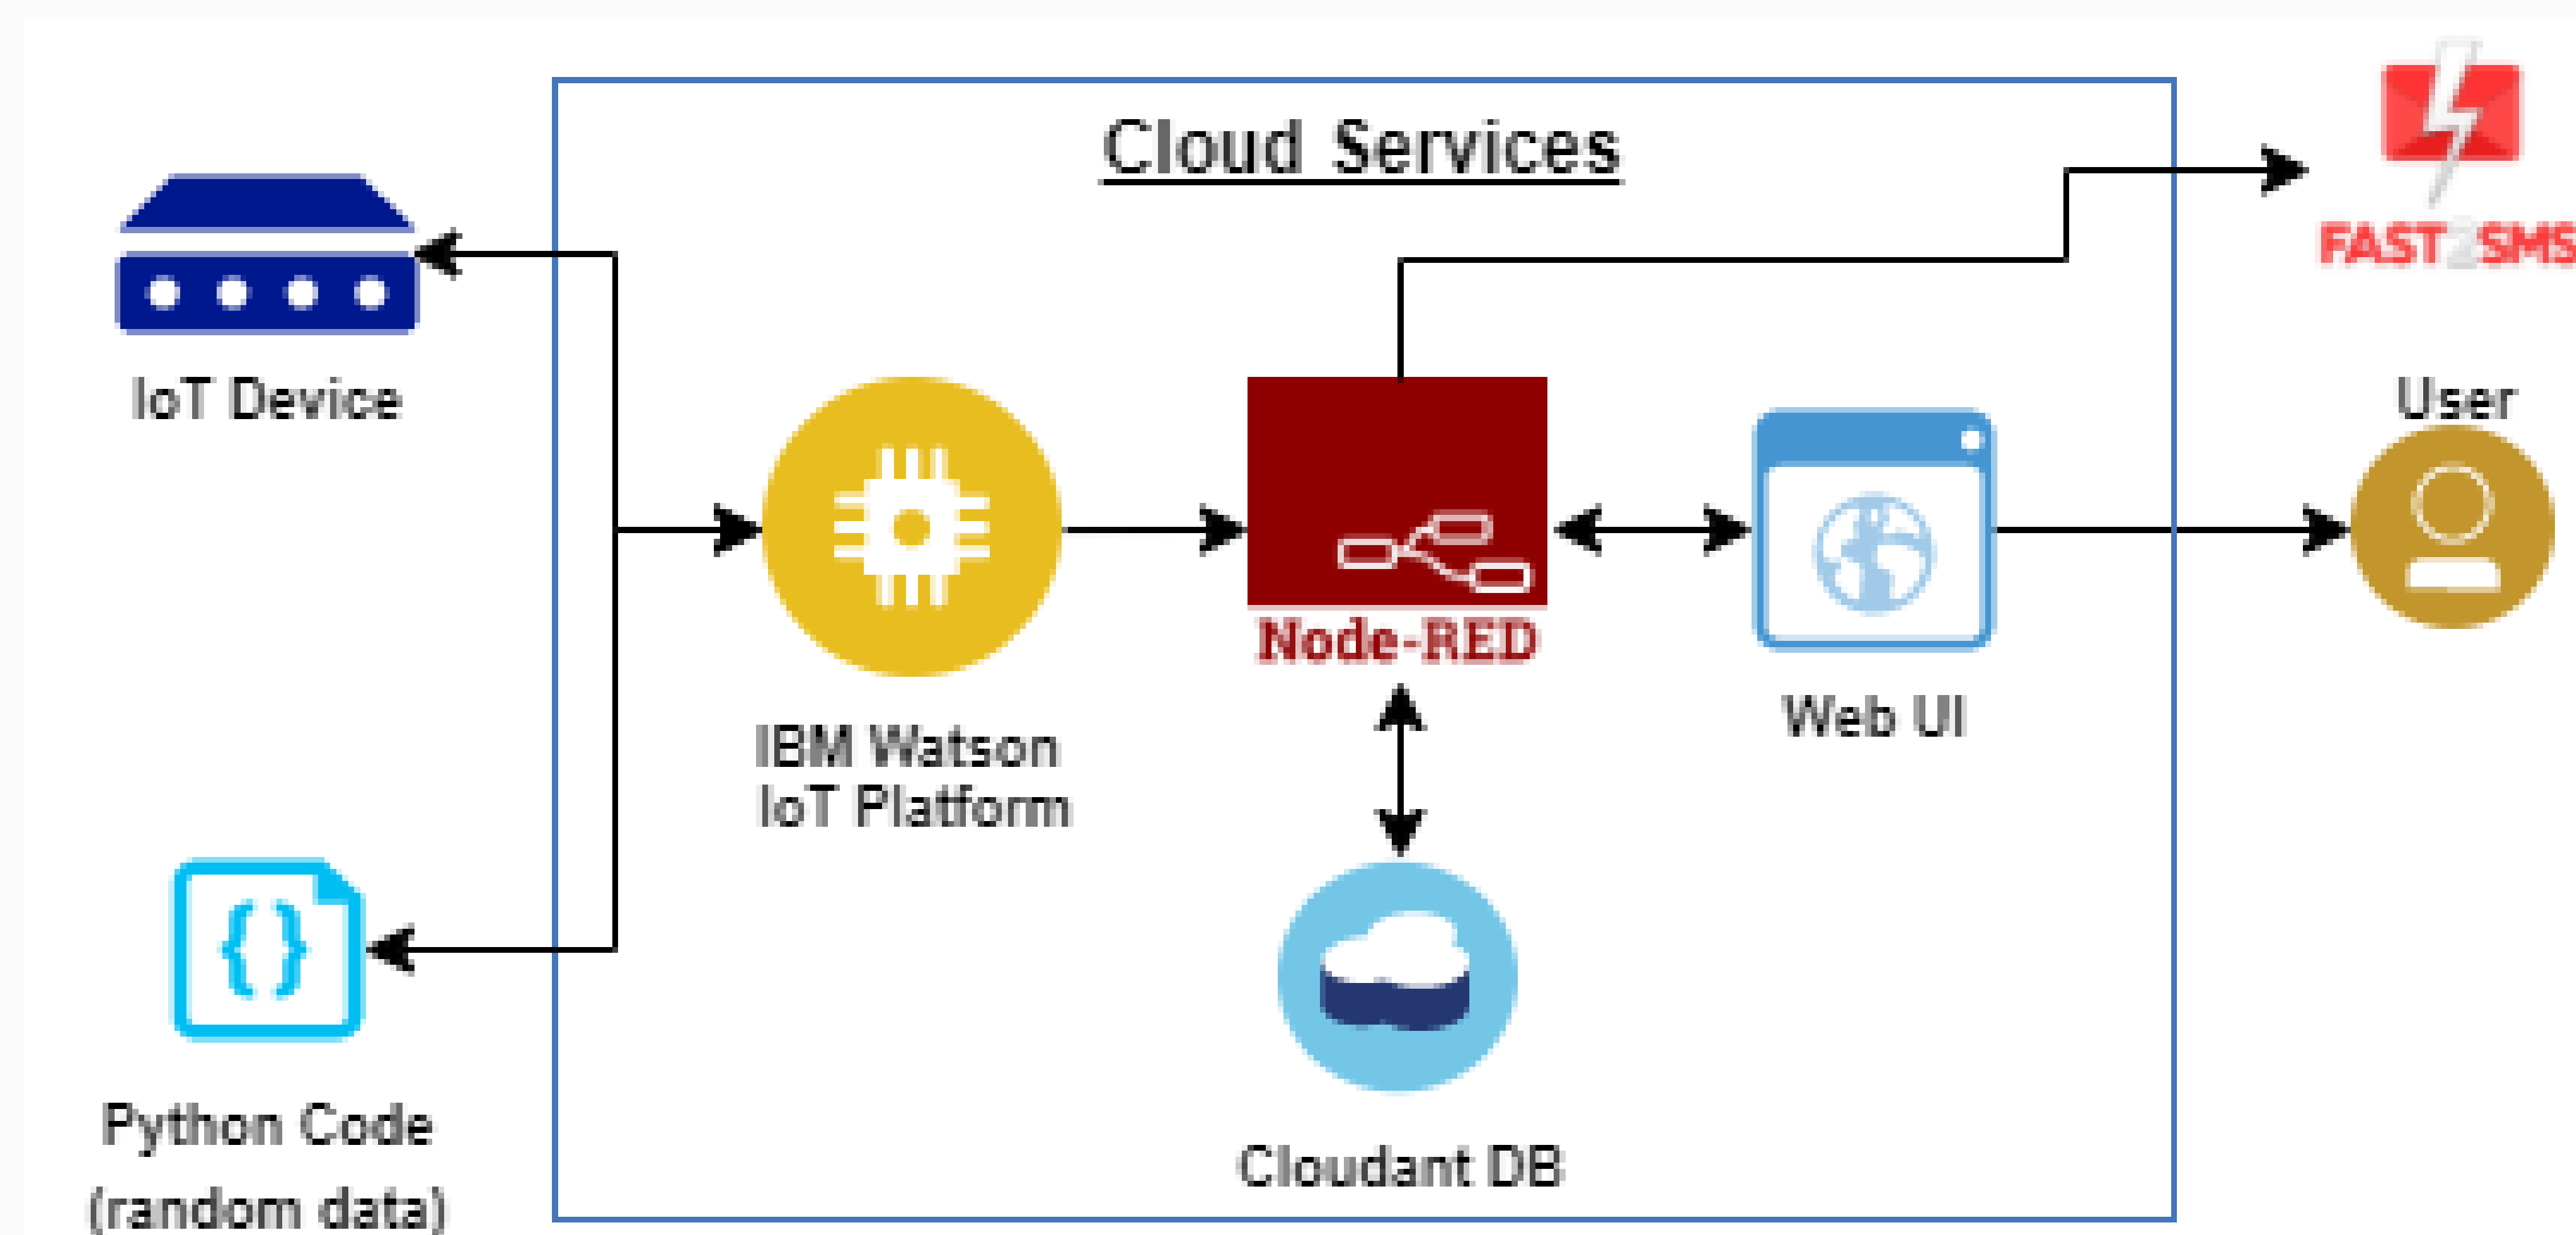 Cloud Services
FAST2SMS
IoT Device
User
Node-RED
Web UI
IBM Watson
IoT Platform
Python Code
(random data)
Cloudant DB